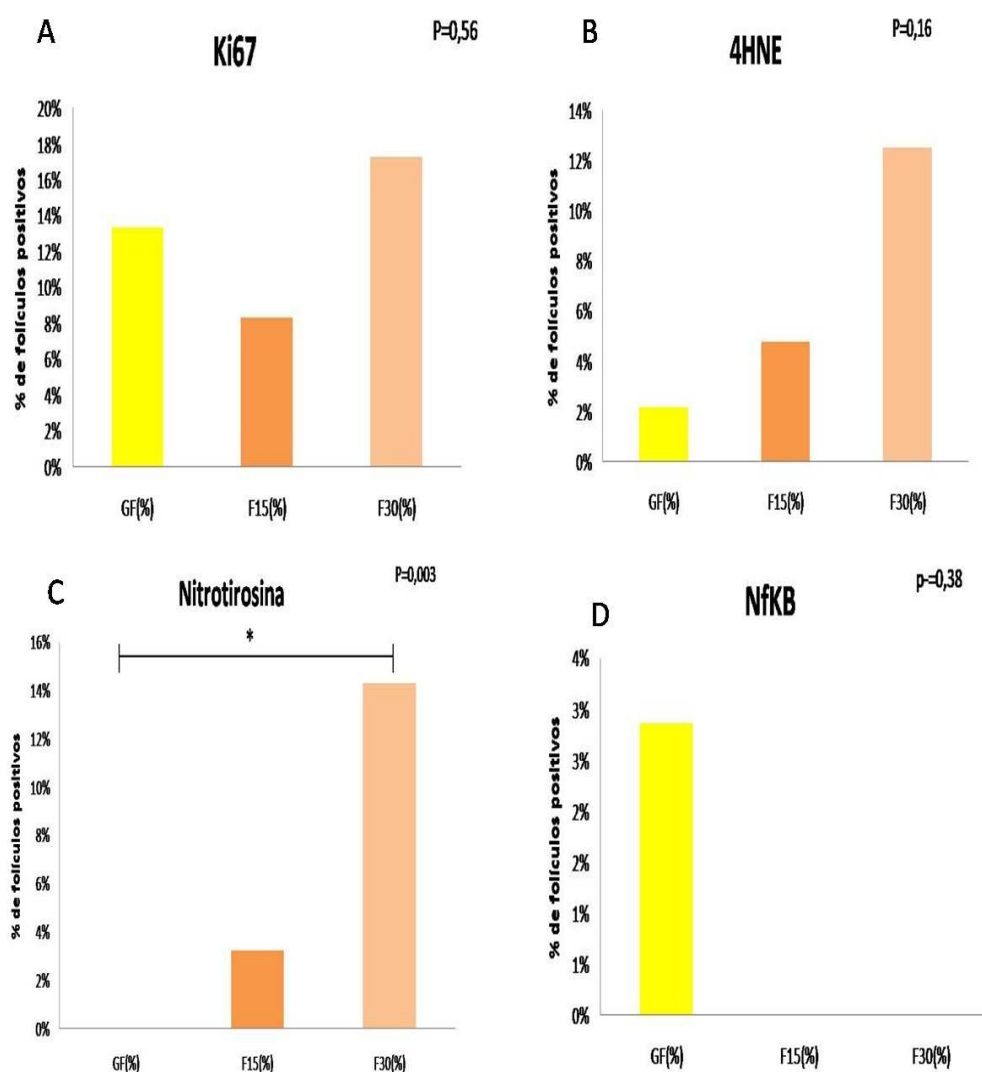 A
Ki67
P=0,56
% de folículos positivos
20%
18%
16%
14%
12%
10%
8%
6%
4%
2%
0%
GF(%) F15(%) F30(%)
B
4HNE
P=0,16
% de folículos positivos
14%
12%
10%
8%
6%
4%
2%
0%
GF(%) F15(%) F30(%)
C
Nitrotirosina
P=0,003
*
% de folículos positivos
16%
14%
12%
10%
8%
6%
4%
2%
0%
GF(%) F15(%) F30(%)
D
NfKB
p-=0,38
% de folículos positivos
4%
3%
3%
2%
2%
1%
1%
0%
GF(%) F15(%) F30(%)